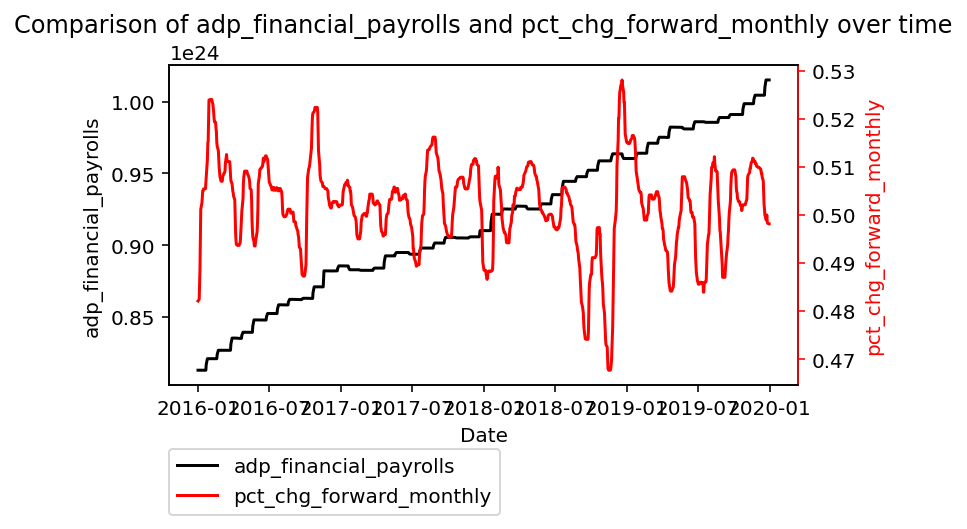 Comparison of adp_financial_payrolls and pct_chg_forward_monthly over time
1e24
1.00
0.95
0.90
0.85
adp_financial_payrolls
0.53
0.52
0.51
0.50
0.49
0.48
0.47
pct_chg_forward_monthly
2016-01 2016-07 2017-01 2017-07 2018-01 2018-07 2019-01 2019-07 2020-01
Date
adp_financial_payrolls
pct_chg_forward_monthly